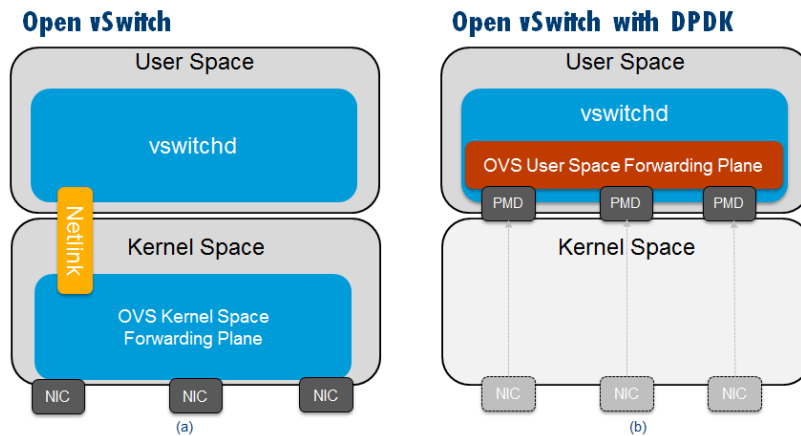 Open vSwitch
User Space
vswitchd
Netlink
Kernel Space
OVS Kernel Space
Forwarding Plane
NIC
NIC
NIC
(a)
Open vSwitch with DPDK
User Space
vswitchd
OVS User Space Forwarding Plane
PMD
PMD
PMD
Kernel Space
NIC
NIC
NIC
(b)